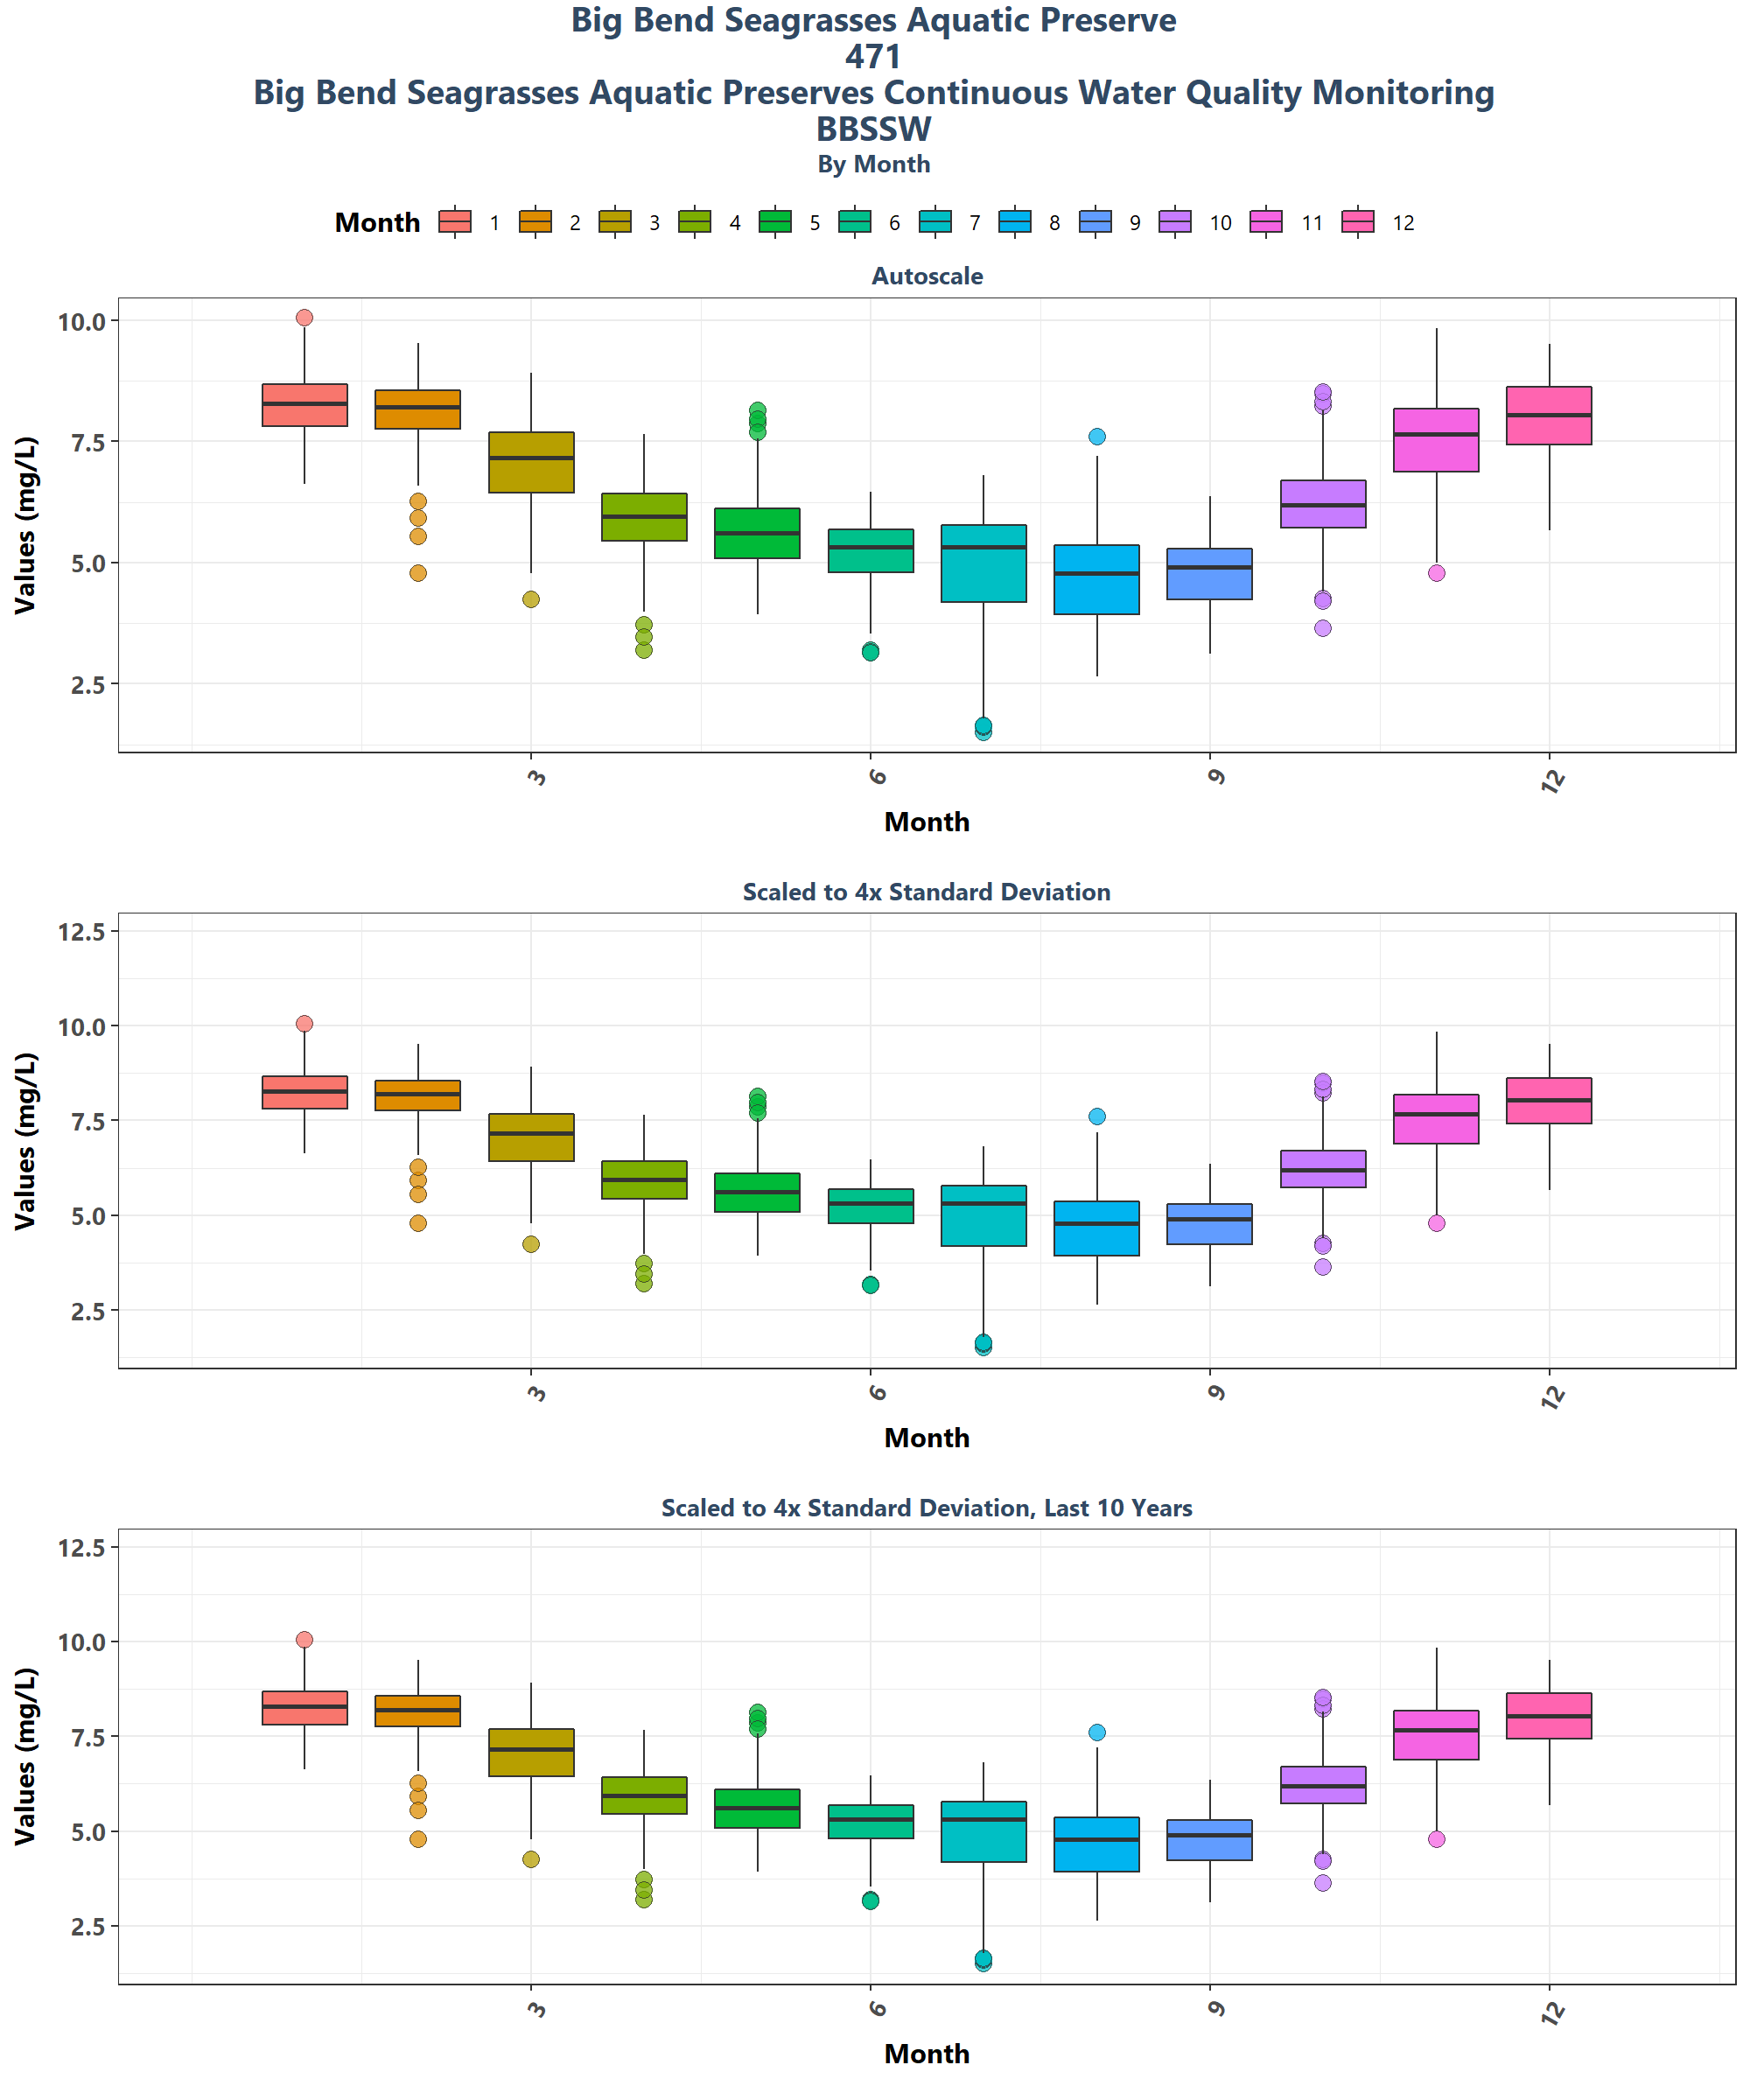 Big Bend Seagrasses Aquatic Preserve
471
Big Bend Seagrasses Aquatic Preserves Continuous Water Quality Monitoring
BBSSW
By Month
Month 1 2 3 4 5 6 7 8 9 10 11 12
Autoscale
Values (mg/L)
10.0
7.5
5.0
2.5
3 6 9 12
Month
Scaled to 4x Standard Deviation
Values (mg/L)
12.5
10.0
7.5
5.0
2.5
3 6 9 12
Month
Scaled to 4x Standard Deviation, Last 10 Years
Values (mg/L)
12.5
10.0
7.5
5.0
2.5
3 6 9 12
Month